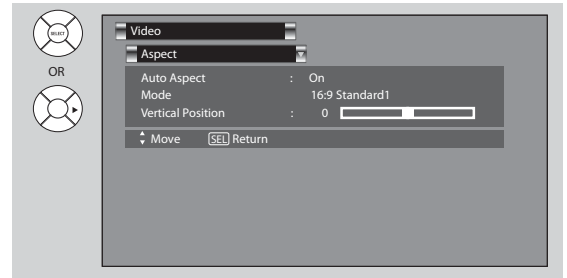 SELECT
OR
Video
Aspect
Auto Aspect : On
Mode 16:9 Standard1
Vertical Position : 0
Move SEL Return